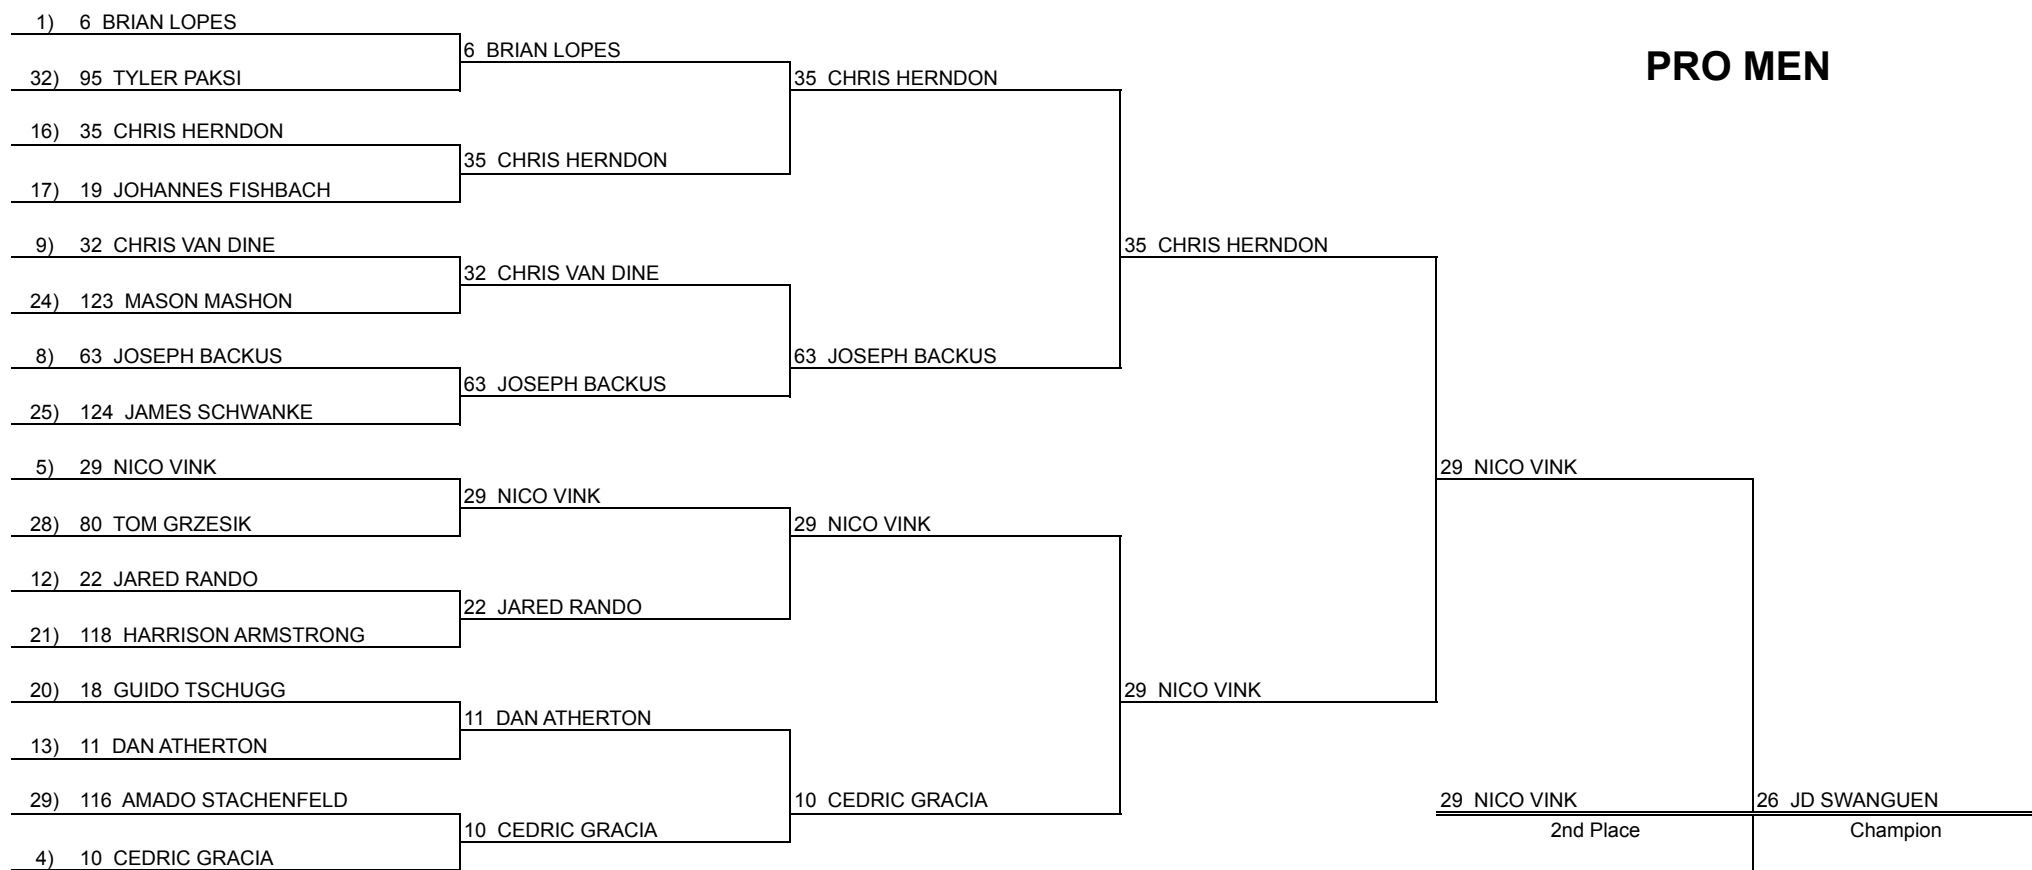 1) 6 BRIAN LOPES
6 BRIAN LOPES
PRO MEN
32) 95 TYLER PAKSI
35 CHRIS HERNDON
16) 35 CHRIS HERNDON
35 CHRIS HERNDON
17) 19 JOHANNES FISHBACH
9) 32 CHRIS VAN DINE
35 CHRIS HERNDON
32 CHRIS VAN DINE
24) 123 MASON MASHON
8) 63 JOSEPH BACKUS
63 JOSEPH BACKUS
63 JOSEPH BACKUS
25) 124 JAMES SCHWANKE
5) 29 NICO VINK
29 NICO VINK
29 NICO VINK
28) 80 TOM GRZESIK
29 NICO VINK
12) 22 JARED RANDO
22 JARED RANDO
21) 118 HARRISON ARMSTRONG
20) 18 GUIDO TSCHUGG
29 NICO VINK
11 DAN ATHERTON
13) 11 DAN ATHERTON
29) 116 AMADO STACHENFELD
10 CEDRIC GRACIA
29 NICO VINK
26 JD SWANGUEN
10 CEDRIC GRACIA
2nd Place
Champion
4) 10 CEDRIC GRACIA